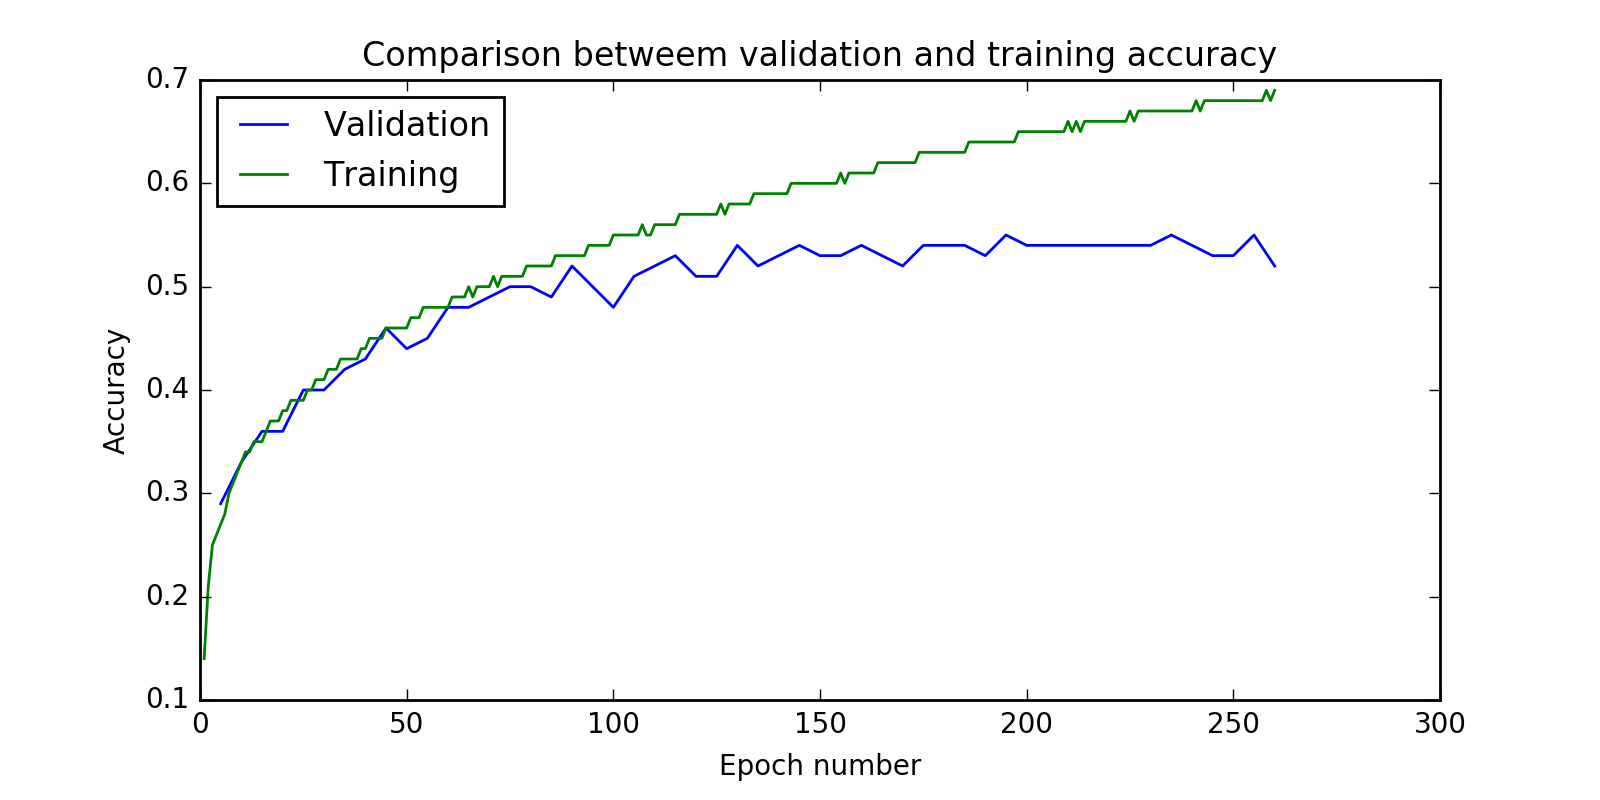 Comparison betweem validation and training accuracy
0.7
0.6
0.5
0.4
0.3
0.2
0.1
Validation
Training
Accuracy
0 50 100 150 200 250 300
Epoch number